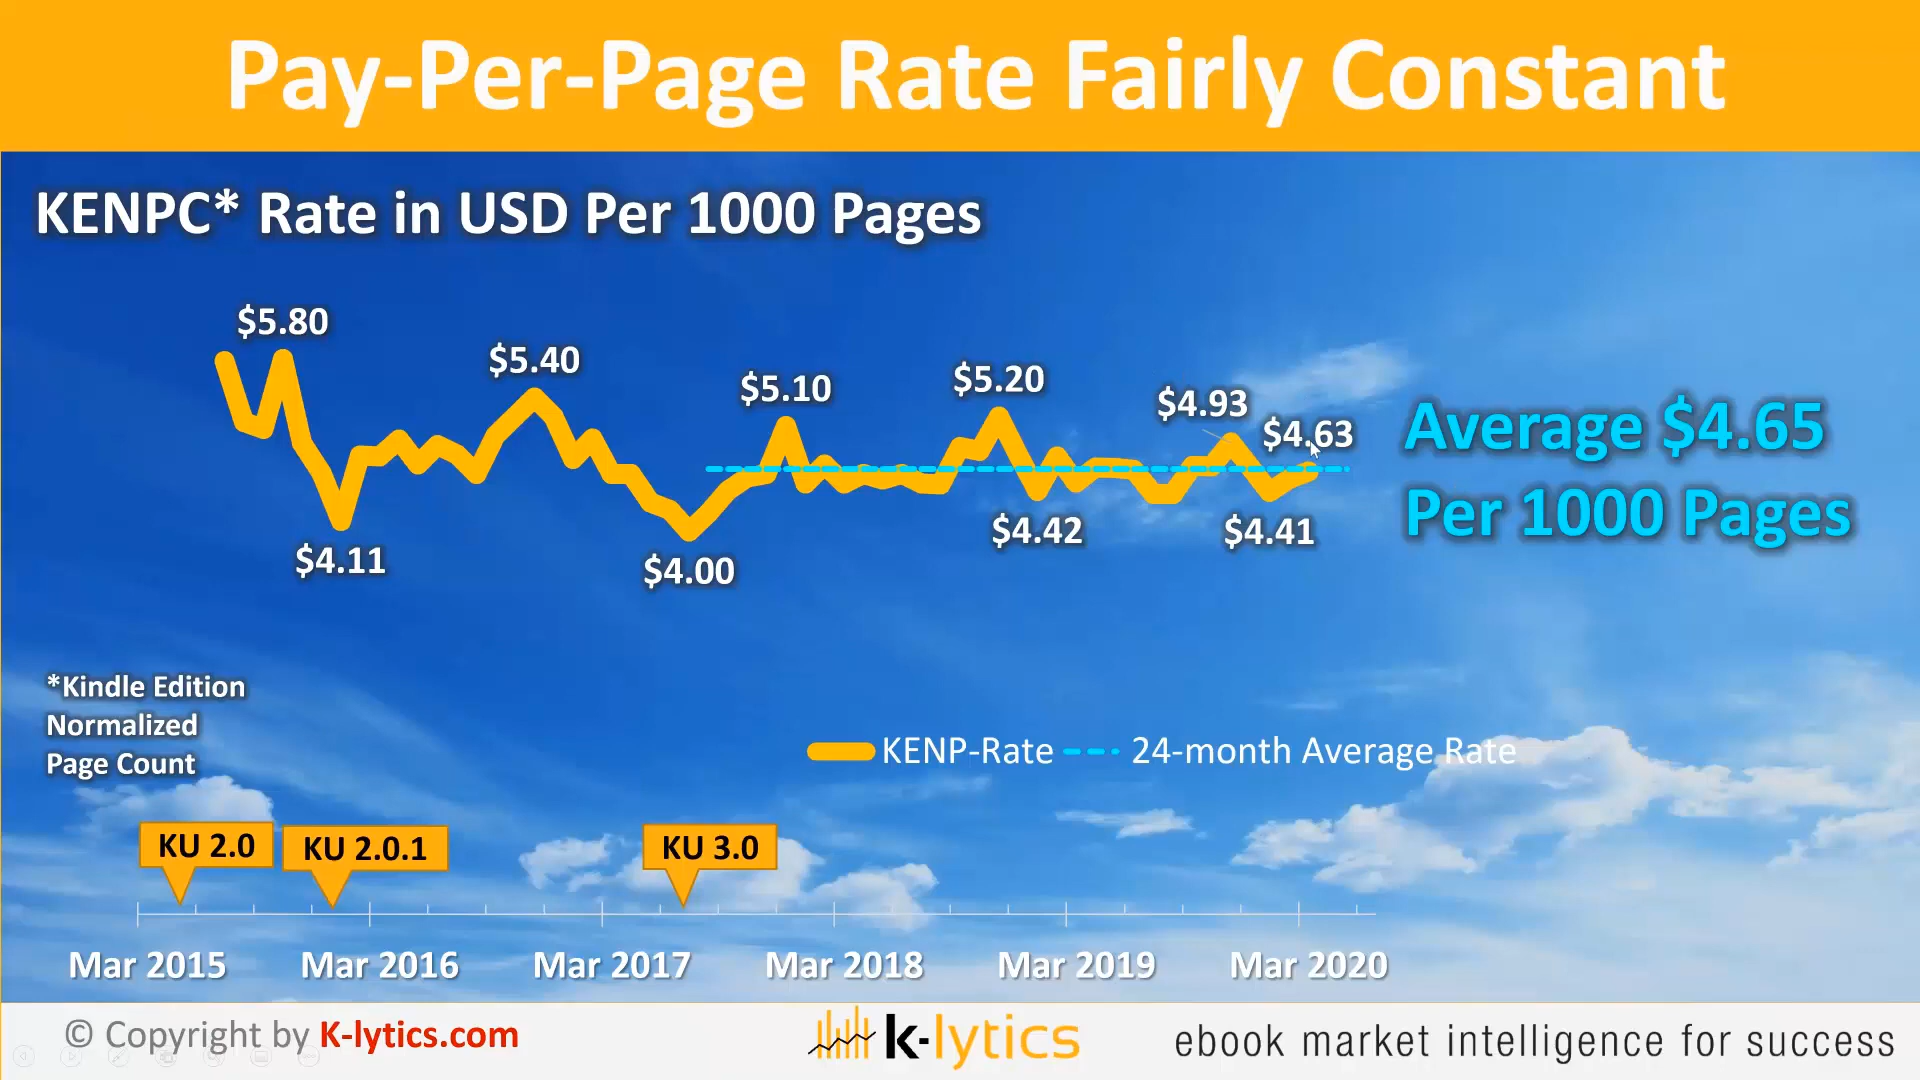 Pay-Per-Page Rate Fairly Constant
KENPC* Rate in USD Per 1000 Pages
$5.80
$5.40
$5.10
$5.20
$4.93
$4.63
$4.11
$4.00
$4.42
$4.41
Average $4.65
Per 1000 Pages
*Kindle Edition
Normalized
Page Count
KENP-Rate
24-month Average Rate
KU 2.0
KU 2.0.1
KU 3.0
Mar 2015
Mar 2016
Mar 2017
Mar 2018
Mar 2019
Mar 2020
© Copyright by K-lytics.com
k-lytics
ebook market intelligence for success